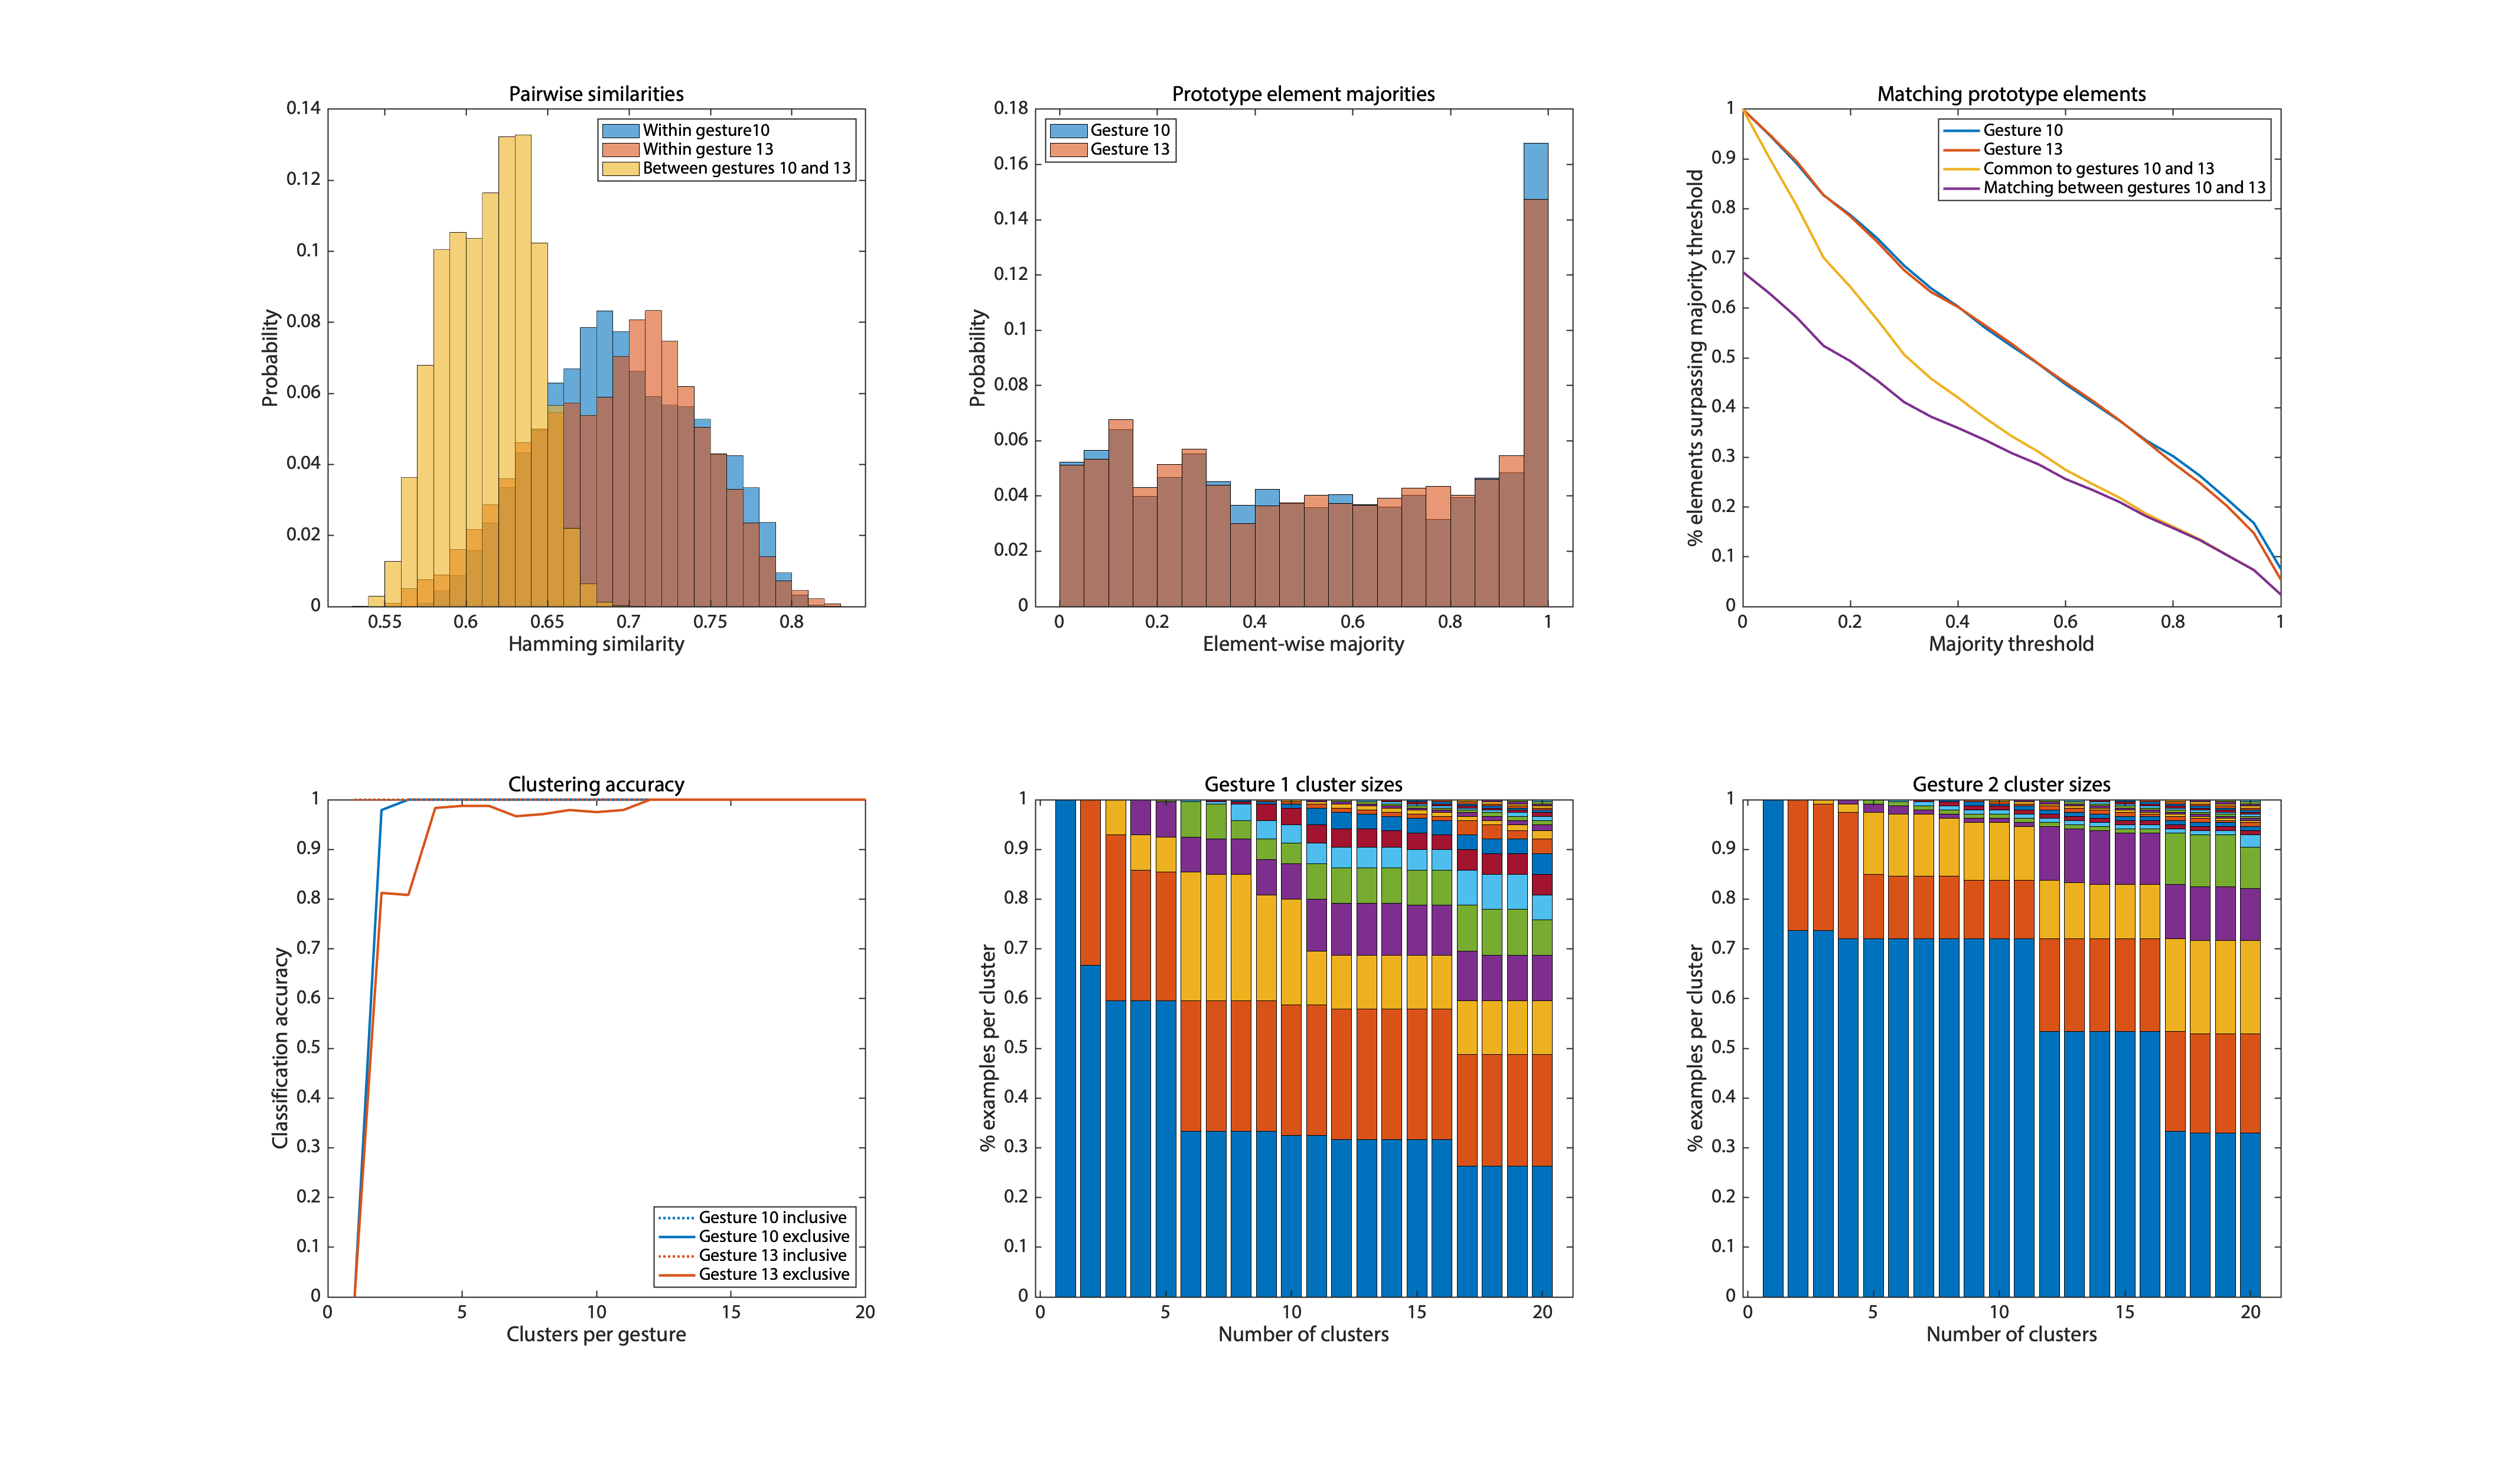 Pairwise similarities
0.14
0.12
0.1
0.08
0.06
0.04
0.02
0
Probability
Within gesture10
Within gesture 13
Between gestures 10 and 13
0.55 0.6 0.65 0.7 0.75 0.8
Hamming similarity
Prototype element majorities
0.18
0.16
0.14
0.12
0.1
0.08
0.06
0.04
0.02
0
Probability
Gesture 10
Gesture 13
0 0.2 0.4 0.6 0.8 1
Element-wise majority
Matching prototype elements
1
0.9
0.8
0.7
0.6
0.5
0.4
0.3
0.2
0.1
0
% elements surpassing majority threshold
Gesture 10
Gesture 13
Common to gestures 10 and 13
Matching between gestures 10 and 13
0 0.2 0.4 0.6 0.8 1
Majority threshold
Clustering accuracy
1
0.9
0.8
0.7
0.6
0.5
0.4
0.3
0.2
0.1
0
Classification accuracy
Gesture 10 inclusive
Gesture 10 exclusive
Gesture 13 inclusive
Gesture 13 exclusive
0 5 10 15 20
Clusters per gesture
Gesture 1 cluster sizes
1
0.9
0.8
0.7
0.6
0.5
0.4
0.3
0.2
0.1
0
% examples per cluster
0 5 10 15 20
Number of clusters
Gesture 2 cluster sizes
1
0.9
0.8
0.7
0.6
0.5
0.4
0.3
0.2
0.1
0
% examples per cluster
0 5 10 15 20
Number of clusters